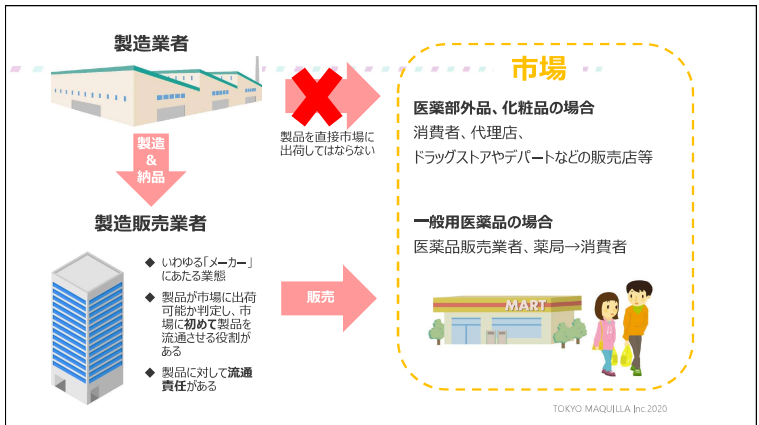 製造業者
製品を直接市場に
出荷してはならない
製造
&
納品
製造販売業者
◆ いわゆる「メーカー」
にあたる業態
◆ 製品が市場に出荷
可能か判定し、市
場に初めて製品を
流通させる役割が
ある
◆ 製品に対して流通
責任がある
販売
市場
医薬部外品、化粧品の場合
消費者、代理店、
ドラッグストアやデパートなどの販売店等
一般用医薬品の場合
医薬品販売業者、薬局→消費者
MART
TOKYO MAQUILLA Inc.2020